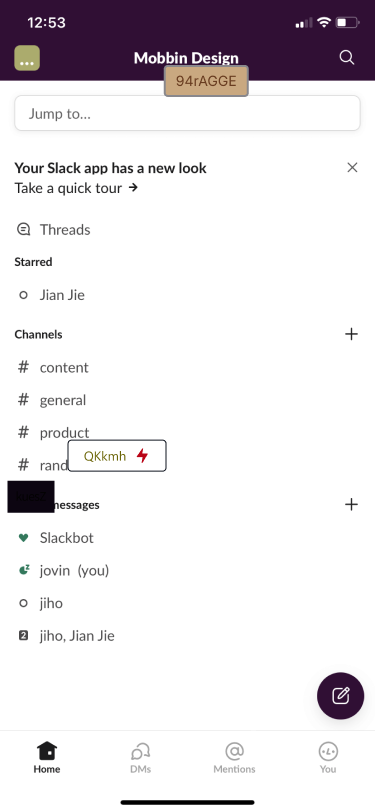 12:53
...
Mobbin Design
94rAGGE
Jump to...
Your Slack app has a new look
Take a quick tour →
Threads
Starred
Jian Jie
Channels
# content
# general
# product
QKkmh
#
messages
Slackbot
jovin (you)
jiho
2 jiho, Jian Jie
Home
DMs
Mentions
You